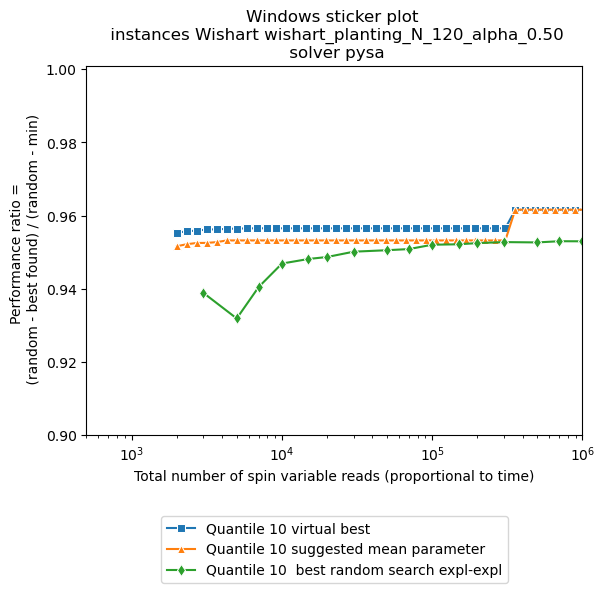 Windows sticker plot
instances Wishart wishart_planting_N_120_alpha_0.50
solver pysa
Performance ratio =
(random - best found) / (random - min)
1.00
0.98
0.96
0.94
0.92
0.90
10³
10⁴
10⁵
10⁶
Total number of spin variable reads (proportional to time)
Quantile 10 virtual best
Quantile 10 suggested mean parameter
Quantile 10  best random search expl-expl